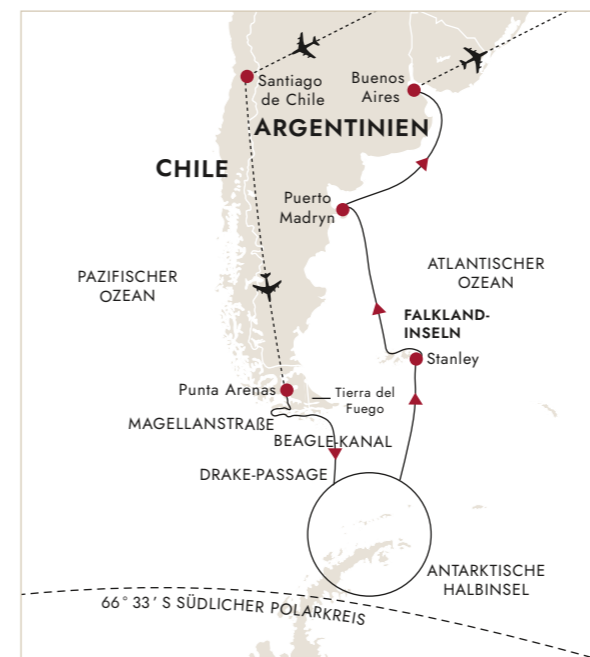 Santiago
de Chile
Buenos
Aires
ARGENTINIEN
CHILE
Puerto
Madryn
PAZIFISCHER
OZEAN
ATLANTISCHER
OZEAN
FALKLAND-
INSELN
Stanley
Punta Arenas
Tierra del
Fuego
MAGELLANSTRAßE
BEAGLE-KANAL
DRAKE-PASSAGE
ANTARKTISCHE
HALBINSEL
66° 33’ S SÜDLICHER POLARKREIS